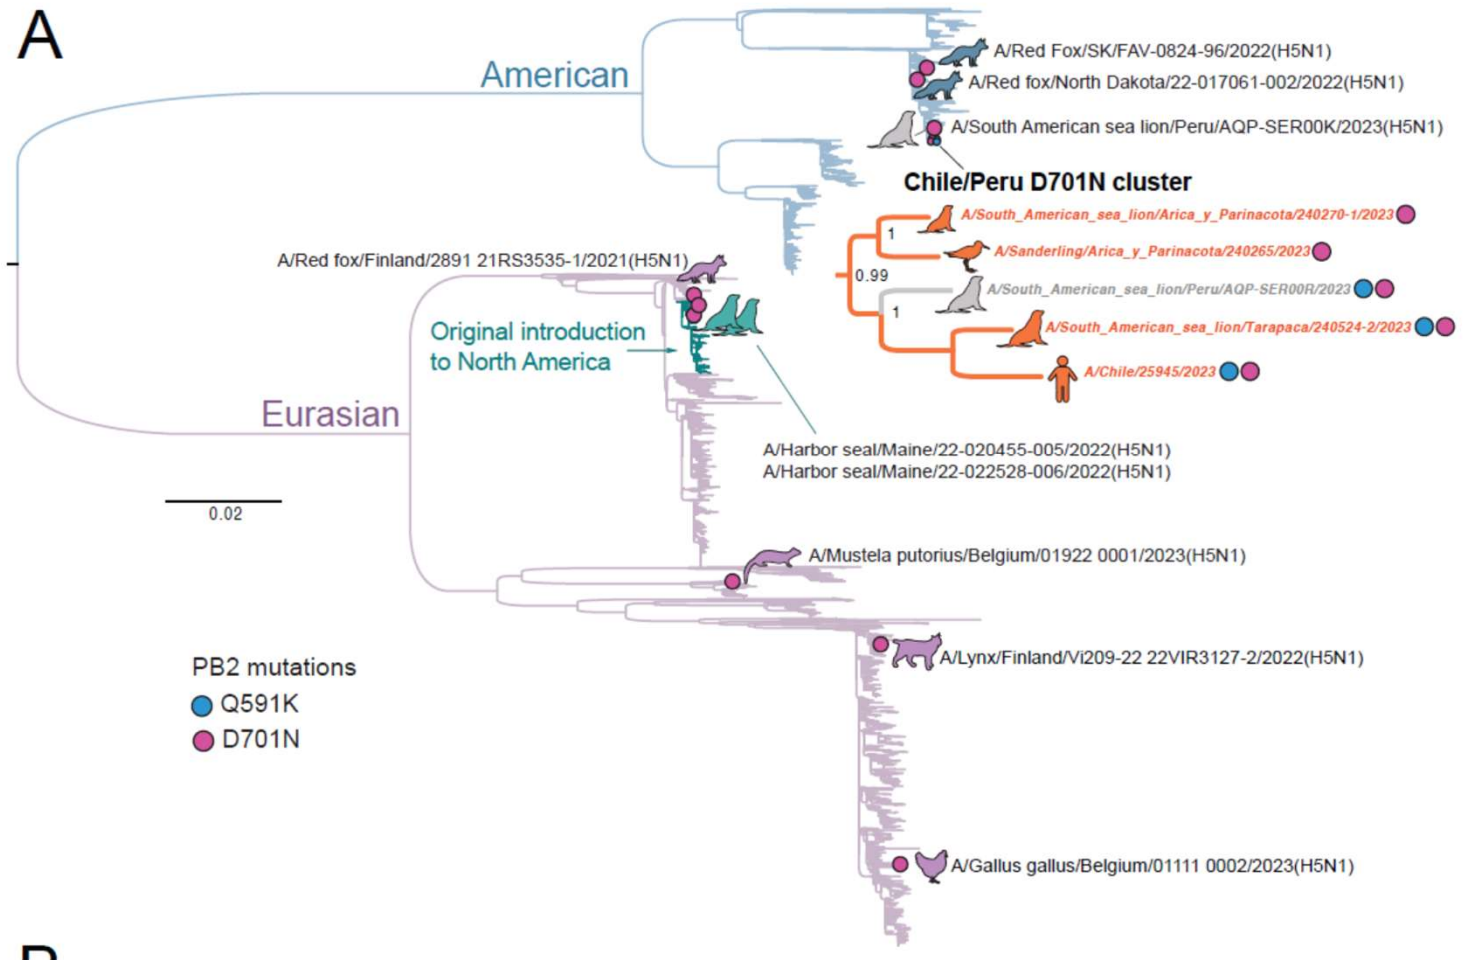 A
American
A/Red Fox/SK/FAV-0824-96/2022(H5N1)
A/Red fox/North Dakota/22-017061-002/2022(H5N1)
A/South American sea lion/Peru/AQP-SER00K/2023(H5N1)
Chile/Peru D701N cluster
A/South_American_sea_lion/Arica_y_Parinacota/240270-1/2023
1
A/Sanderling/Arica_y_Parinacota/240265/2023
0.99
A/South_American_sea_lion/Peru/AQP-SER00R/2023
1
A/South_American_sea_lion/Tarapaca/240524-2/2023
A/Chile/25945/2023
A/Red fox/Finland/2891 21RS3535-1/2021(H5N1)
Original introduction
to North America
Eurasian
A/Harbor seal/Maine/22-020455-005/2022(H5N1)
A/Harbor seal/Maine/22-022528-006/2022(H5N1)
0.02
A/Mustela putorius/Belgium/01922 0001/2023(H5N1)
A/Lynx/Finland/Vi209-22 22VIR3127-2/2022(H5N1)
PB2 mutations
Q591K
D701N
A/Gallus gallus/Belgium/01111 0002/2023(H5N1)